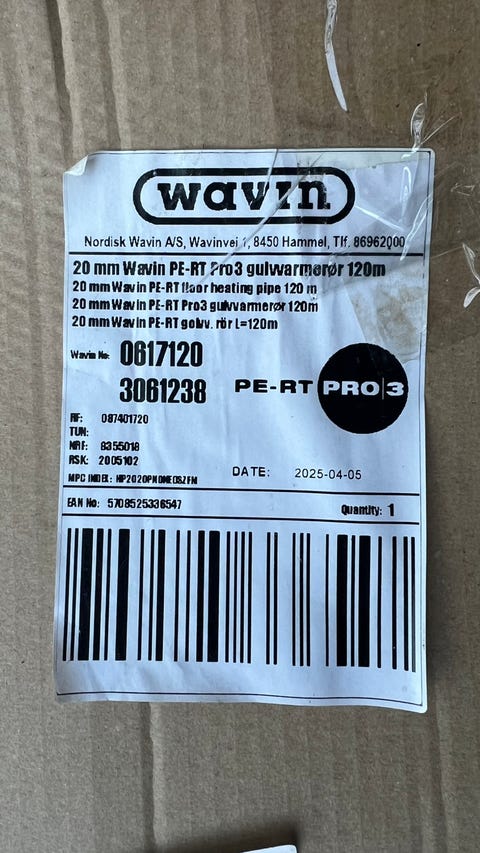 wavin
Nordisk Wavin A/S, Wavinvej 1, 8450 Hammel, Tlf. 86962000
20 mm Wavin PE-RT Pro3 gulvvarmerør 120m
20 mm Wavin PE-RT floor heating pipe 120 m
20 mm Wavin PE-RT Pro3 gulvvarmerør 120m
20 mm Wavin PE-RT golvv. rör L=120m
Wavin No: 0617120
3061238
PE-RT PRO|3
RF: 087401720
TUN:
NRF: 8355018
RSK: 2005102
DATE: 2025-04-05
MPC INDEX:
EAN No: 5708525336547
Quantity: 1